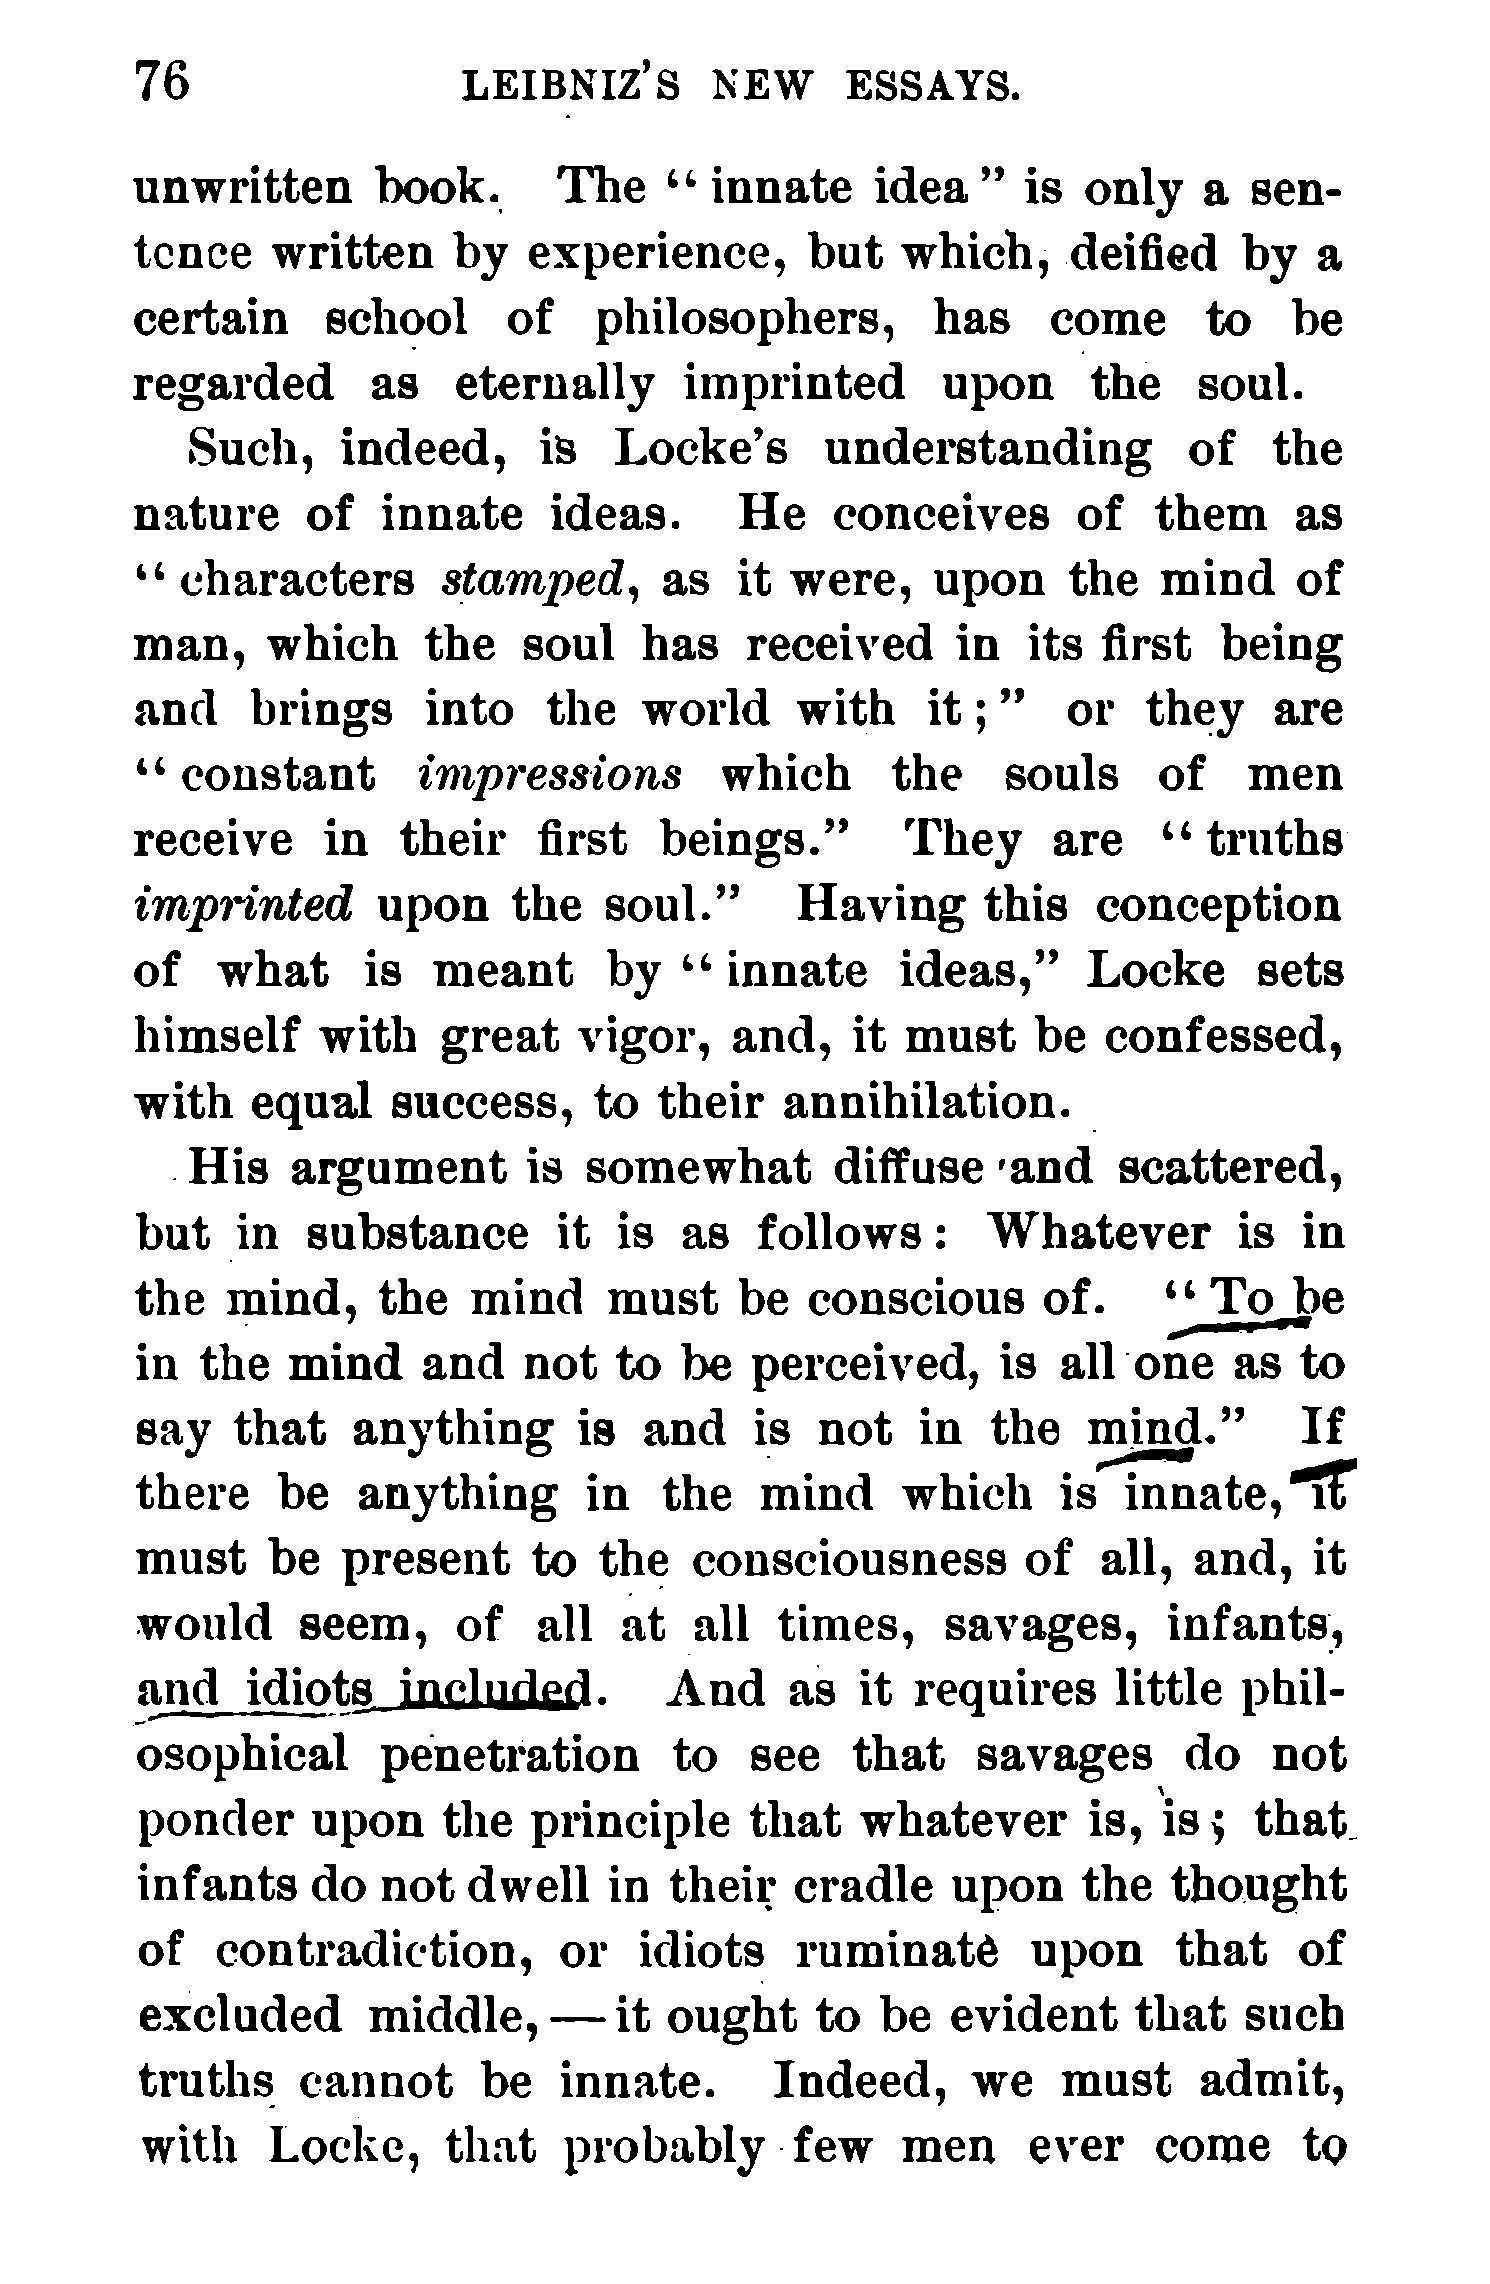 76 LEIBNIZ'S NEW ESSAYS.
unwritten book. The “ innate idea ” is only a sen-
tence written by experience, but which, deified by a
certain school of philosophers, has come to be
regarded as eternally imprinted upon the soul.
Such, indeed, is Locke’s understanding of the
nature of innate ideas. He conceives of them as
“ characters stamped, as it were, upon the mind of
man, which the soul has received in its first being
and brings into the world with it ; ” or they are
“ constant impressions which the souls of men
receive in their first beings.” They are “ truths
imprinted upon the soul.” Having this conception
of what is meant by “ innate ideas,” Locke sets
himself with great vigor, and, it must be confessed,
with equal success, to their annihilation.
His argument is somewhat diffuse and scattered,
but in substance it is as follows : Whatever is in
the mind, the mind must be conscious of. “ To be
in the mind and not to be perceived, is all one as to
say that anything is and is not in the mind.” If
there be anything in the mind which is innate, it
must be present to the consciousness of all, and, it
would seem, of all at all times, savages, infants,
and idiots included. And as it requires little phil-
osophical penetration to see that savages do not
ponder upon the principle that whatever is, is ; that
infants do not dwell in their cradle upon the thought
of contradiction, or idiots ruminate upon that of
excluded middle, — it ought to be evident that such
truths cannot be innate. Indeed, we must admit,
with Locke, that probably few men ever come to